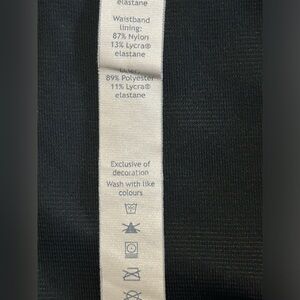 elastane
Waistband
lining:
87% Nylon
13% Lycra®
elastane
89% Polyester
11% Lycra®
elastane
Exclusive of
decoration
Wash with like
colours